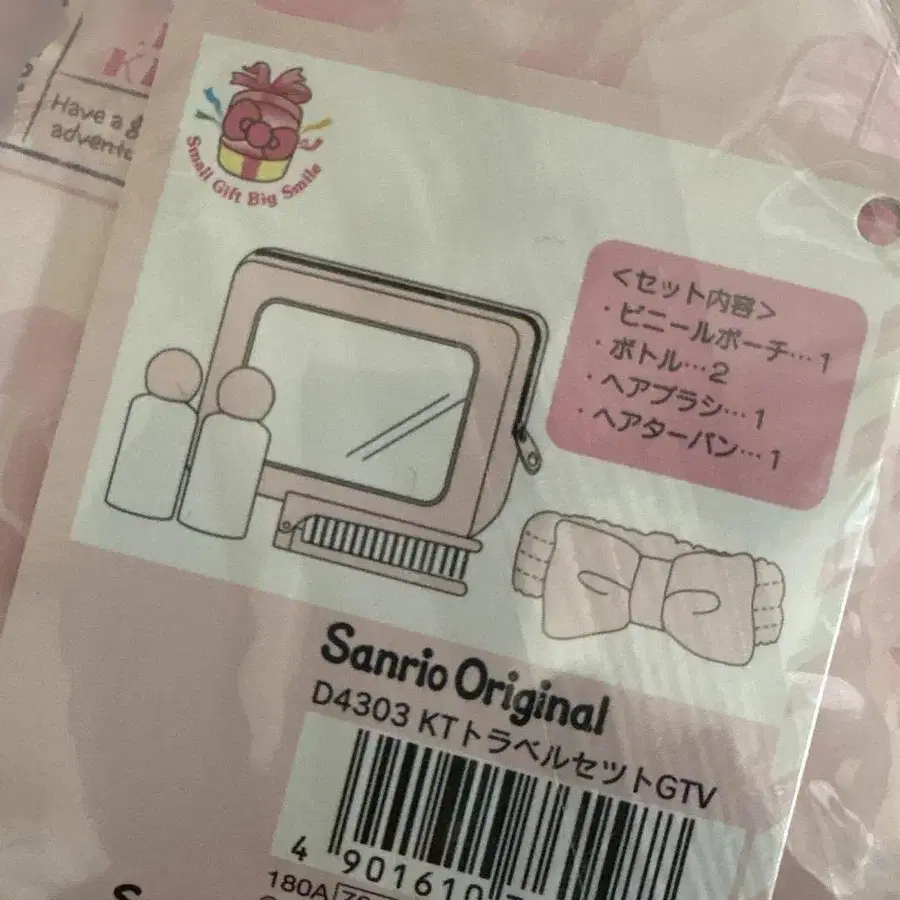 Have a g
adventu
Small Gift Big Smile
<セット内容>
・ビニールポーチ…1
・ボトル…2
・ヘアブラシ…1
・ヘアターバン…1
Sanrio Original
D4303 KTトラベルセットGTV
4 901610
180A